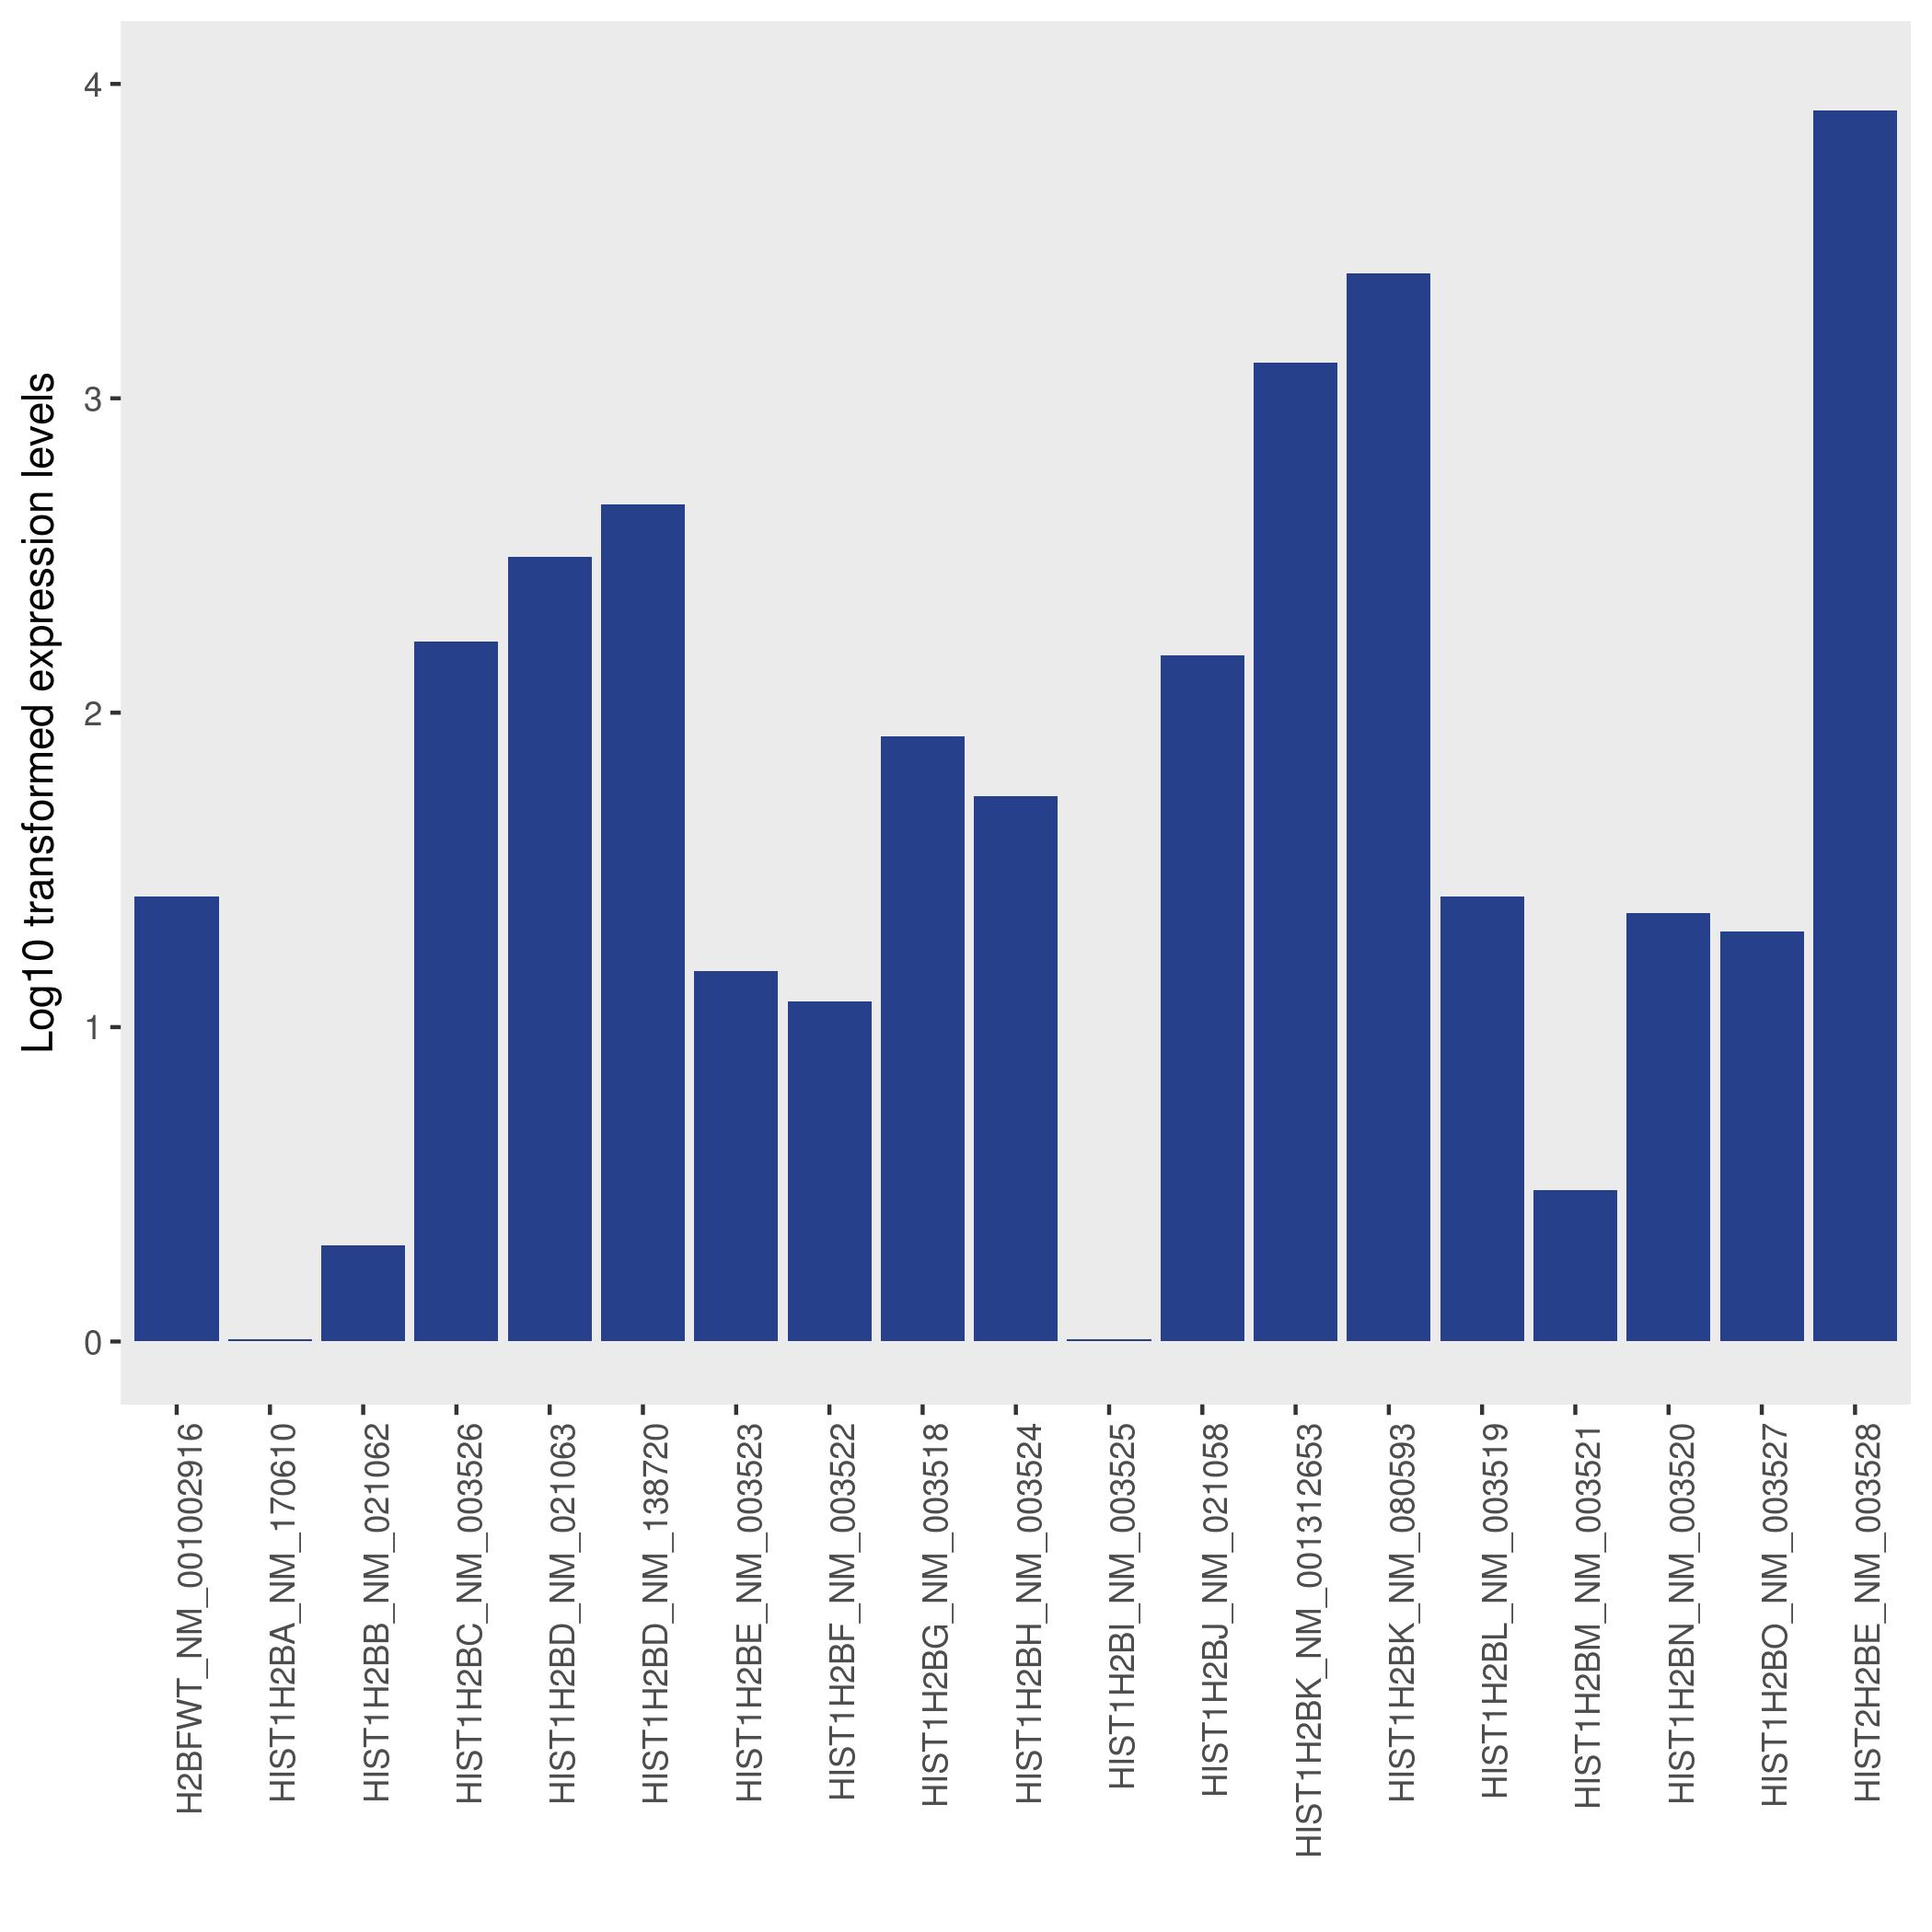 Log10 transformed expression levels
4
3
2
1
0
H2BFWT_NM_001002916
HIST1H2BA_NM_170610
HIST1H2BB_NM_021062
HIST1H2BC_NM_003526
HIST1H2BD_NM_021063
HIST1H2BD_NM_138720
HIST1H2BE_NM_003523
HIST1H2BF_NM_003522
HIST1H2BG_NM_003518
HIST1H2BH_NM_003524
HIST1H2BI_NM_003525
HIST1H2BJ_NM_021058
HIST1H2BK_NM_001312653
HIST1H2BK_NM_080593
HIST1H2BL_NM_003519
HIST1H2BM_NM_003521
HIST1H2BN_NM_003520
HIST1H2BO_NM_003527
HIST2H2BE_NM_003528